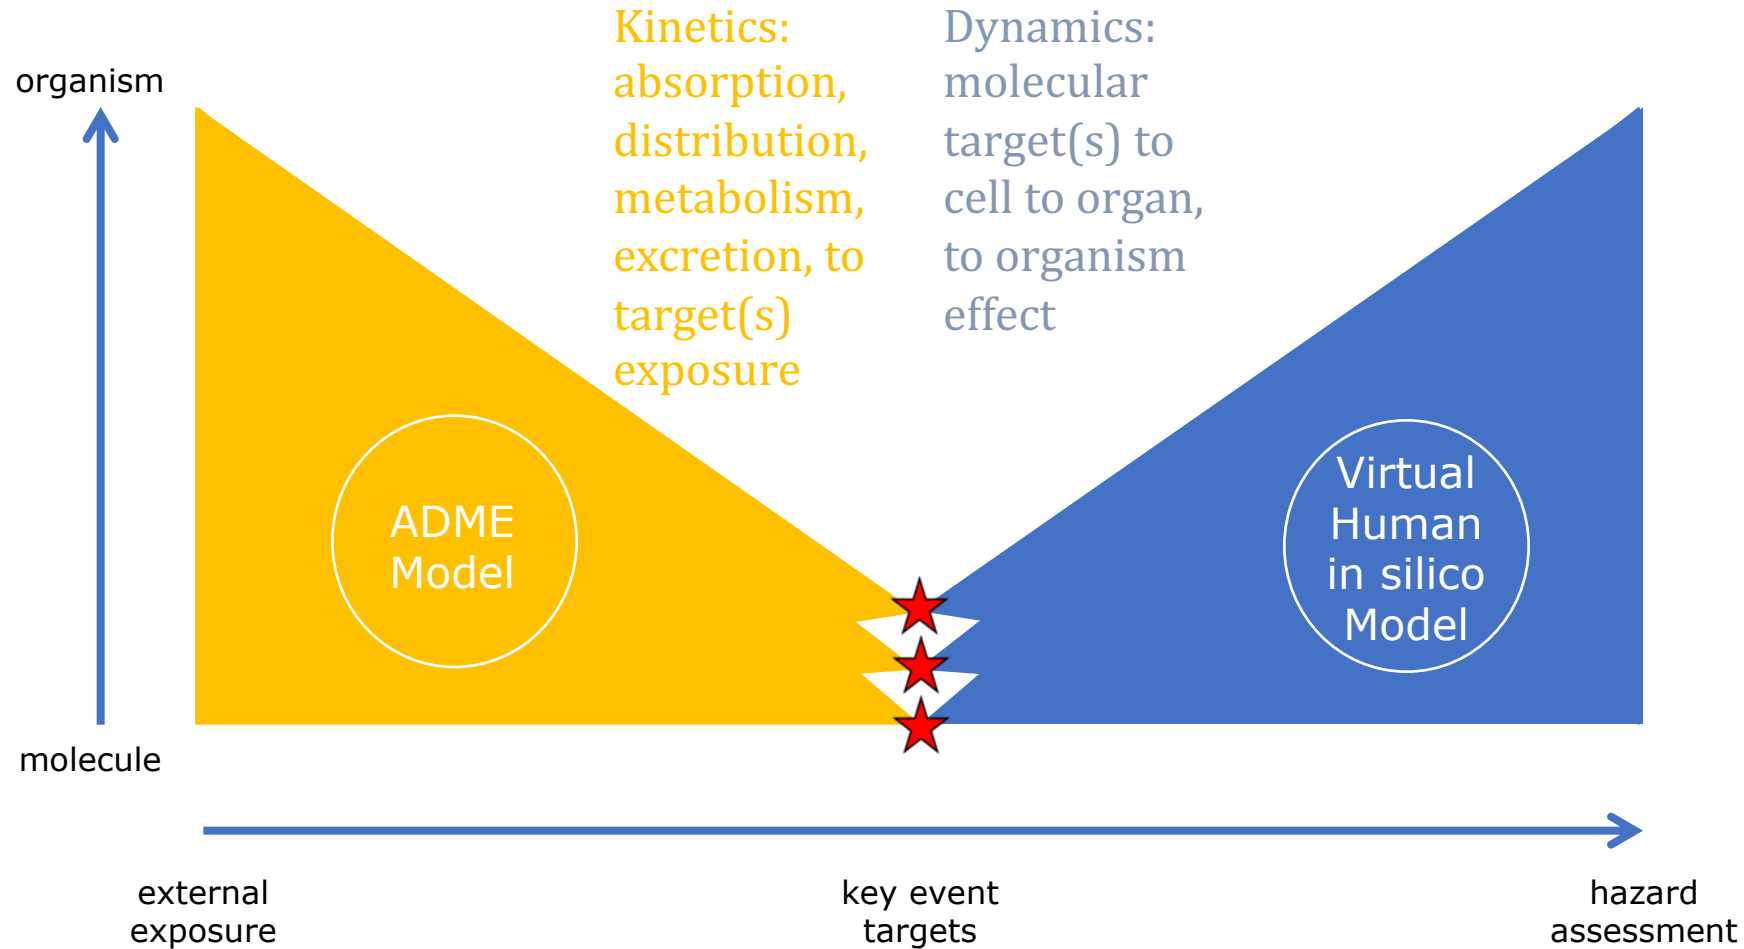 Kinetics:
absorption,
distribution,
metabolism,
excretion, to
target(s)
exposure
Dynamics:
molecular
target(s) to
cell to organ,
to organism
effect
organism
molecule
ADME
Model
Virtual
Human
in silico
Model
external
exposure
key event
targets
hazard
assessment